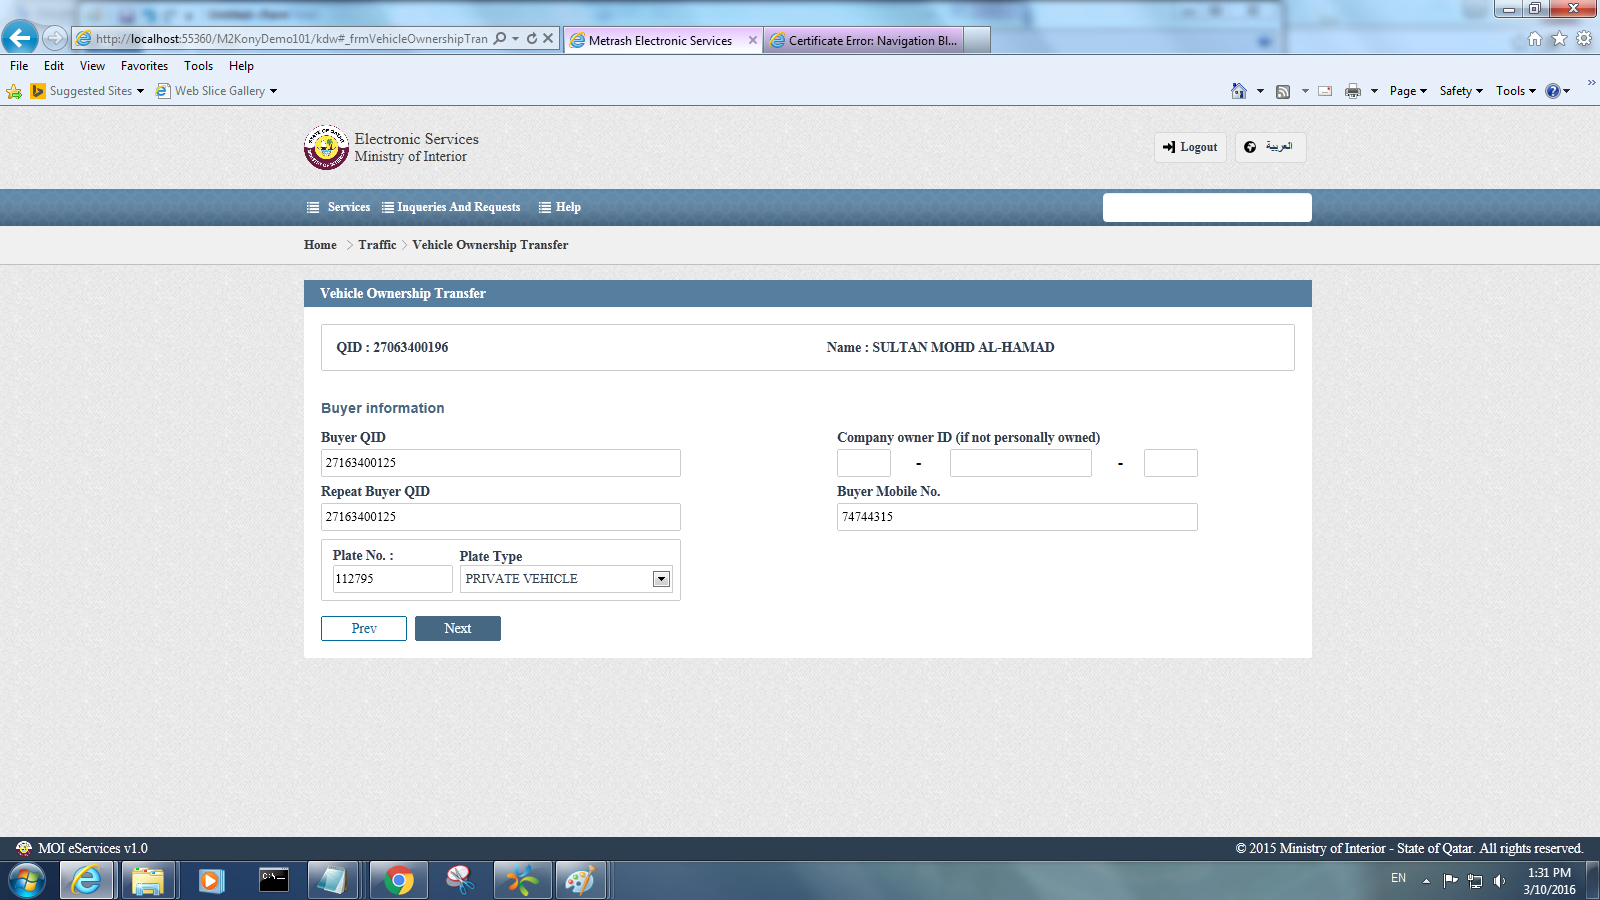 http://localhost:55360/M2KonyDemo101/kdw#_frmVehicleOwnershipTran
Metrash Electronic Services
Certificate Error: Navigation Bl...
File Edit View Favorites Tools Help
Suggested Sites Web Slice Gallery
Page Safety Tools
Electronic Services
Ministry of Interior
Logout
العربية
Services Inqueries And Requests Help
Home > Traffic > Vehicle Ownership Transfer
Vehicle Ownership Transfer
QID : 27063400196
Name : SULTAN MOHD AL-HAMAD
Buyer information
Buyer QID
Company owner ID (if not personally owned)
27163400125
- -
Repeat Buyer QID
Buyer Mobile No.
27163400125
74744315
Plate No. : Plate Type
112795 PRIVATE VEHICLE
Prev Next
MOI eServices v1.0
© 2015 Ministry of Interior - State of Qatar. All rights reserved.
EN
1:31 PM
3/10/2016